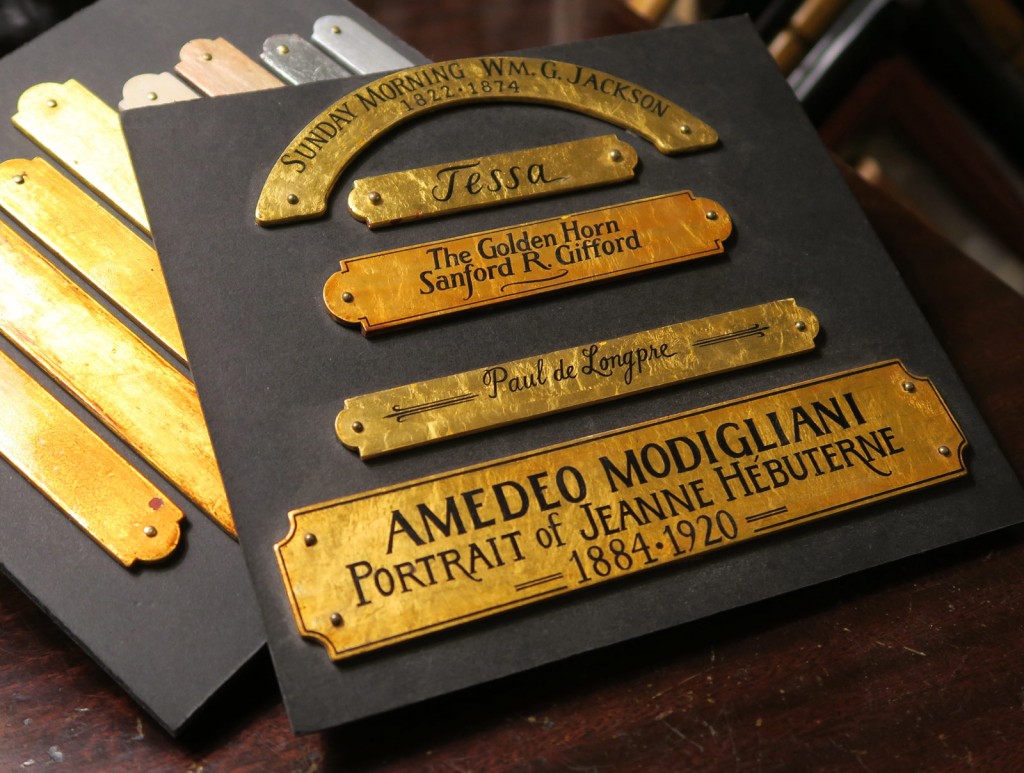 SUNDAY MORNING WM. G. JACKSON
1822·1874
Tessa
The Golden Horn
Sanford R. Gifford
Paul de Longpre
AMEDEO MODIGLIANI
PORTRAIT of JEANNE HÉBUTERNE
1884·1920